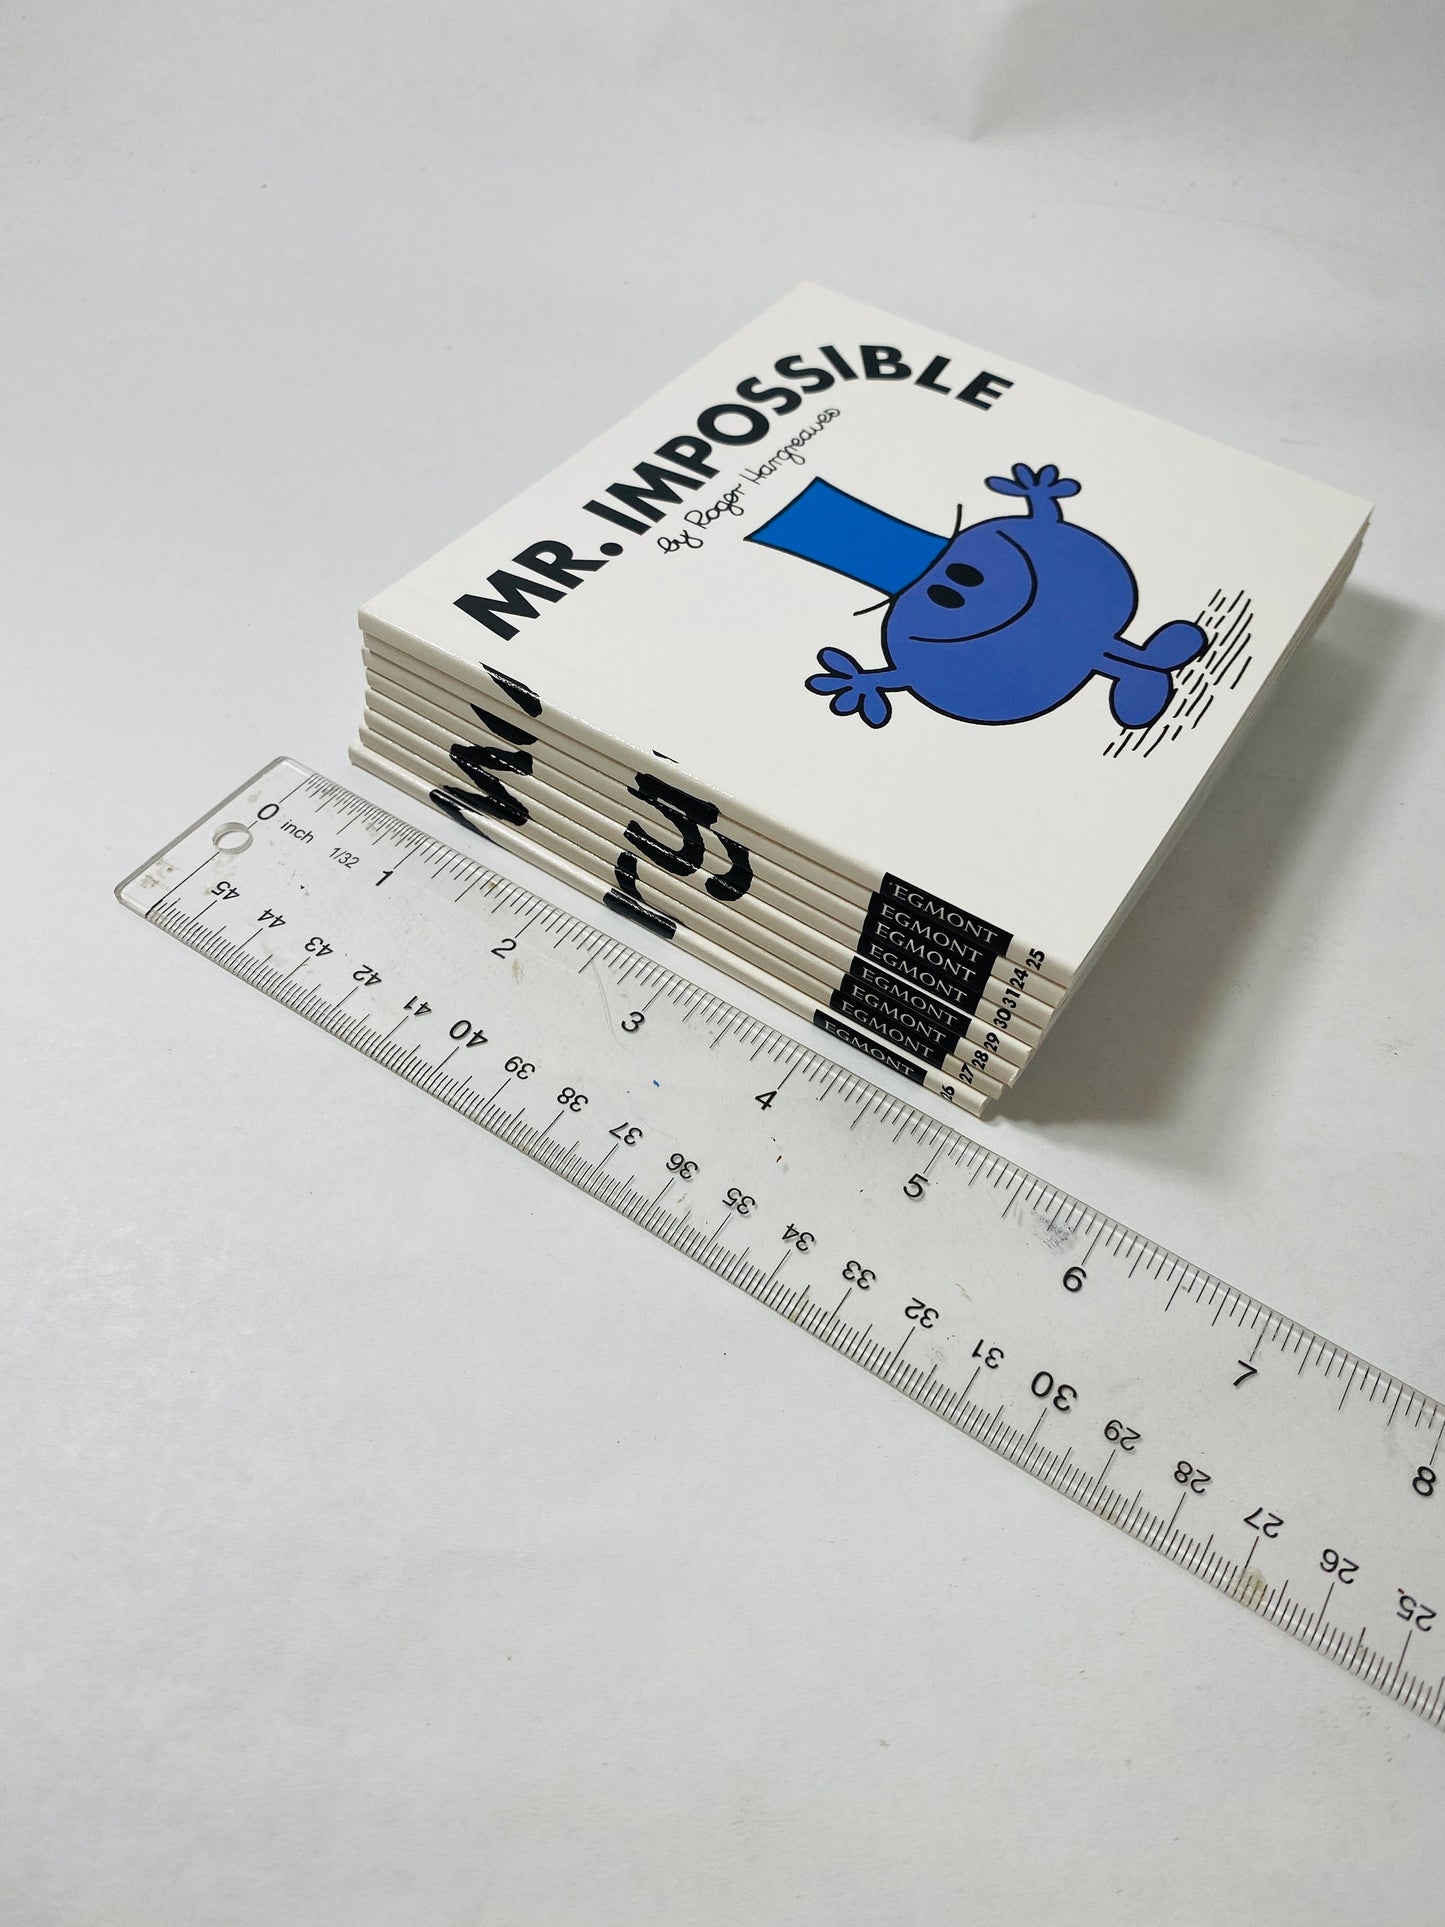 MR. IMPOSSIBLE
by Roger Hargreaves
EGMONT 25
EGMONT 24
EGMONT 31
EGMONT 30
EGMONT 29
EGMONT 28
EGMONT 27
EGMONT 26
0 inch 1/32 1 2 3 4 5 6 7 8
45 44 43 42 41 40 39 38 37 36 35 34 33 32 31 30 29 28 27 26 25